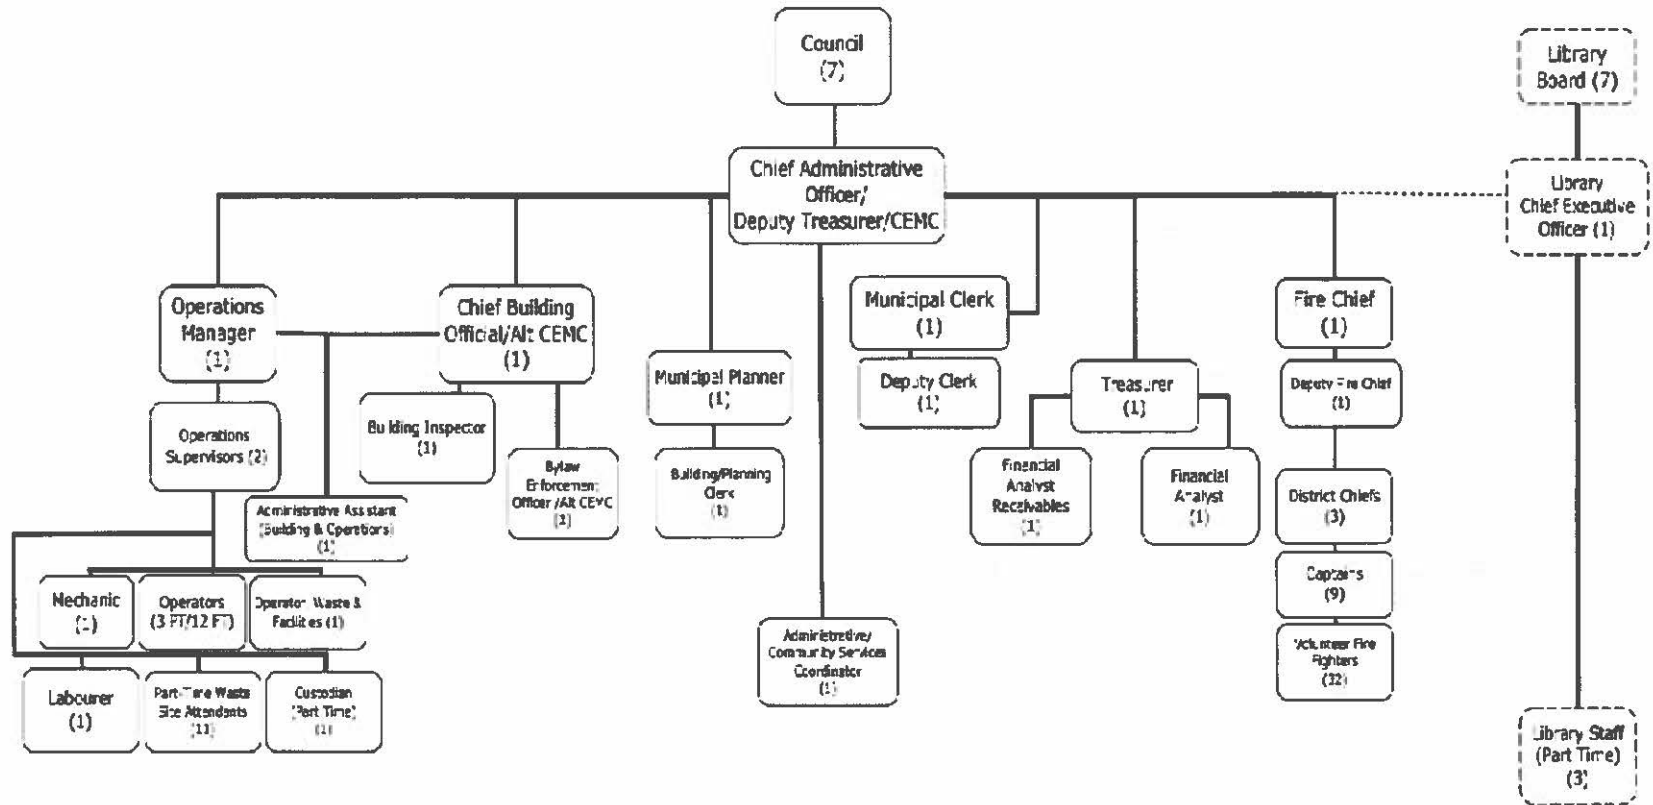 Council
(7)
Library
Board (7)
Chief Administrative
Officer/
Deputy Treasurer/CEMC
Library
Chief Executive
Officer (1)
Operations
Manager
(1)
Chief Building
Official/Alt CEMC
(1)
Municipal Clerk
(1)
Fire Chief
(1)
Municipal Planner
(1)
Deputy Clerk
(1)
Treasurer
(1)
Deputy Fire Chief
(1)
Operations
Supervisors (2)
Building Inspector
(1)
Bylaw
Enforcement
Officer /Alt CEMC
(1)
Building/Planning
Clerk
(1)
Financial
Analyst
Receivables
(1)
Financial
Analyst
(1)
District Chiefs
(3)
Administrative Assistant
(Building & Operations)
(1)
Captains
(9)
Mechanic
(1)
Operators
(3 PT/12 FT)
Operator Waste &
Facilities (1)
Administrative/
Community Services
Coordinator
(1)
Volunteer Fire
Fighters
(32)
Labourer
(1)
Part-Time Waste
Site Attendants
(11)
Custodian
(Part Time)
(1)
Library Staff
(Part Time)
(3)